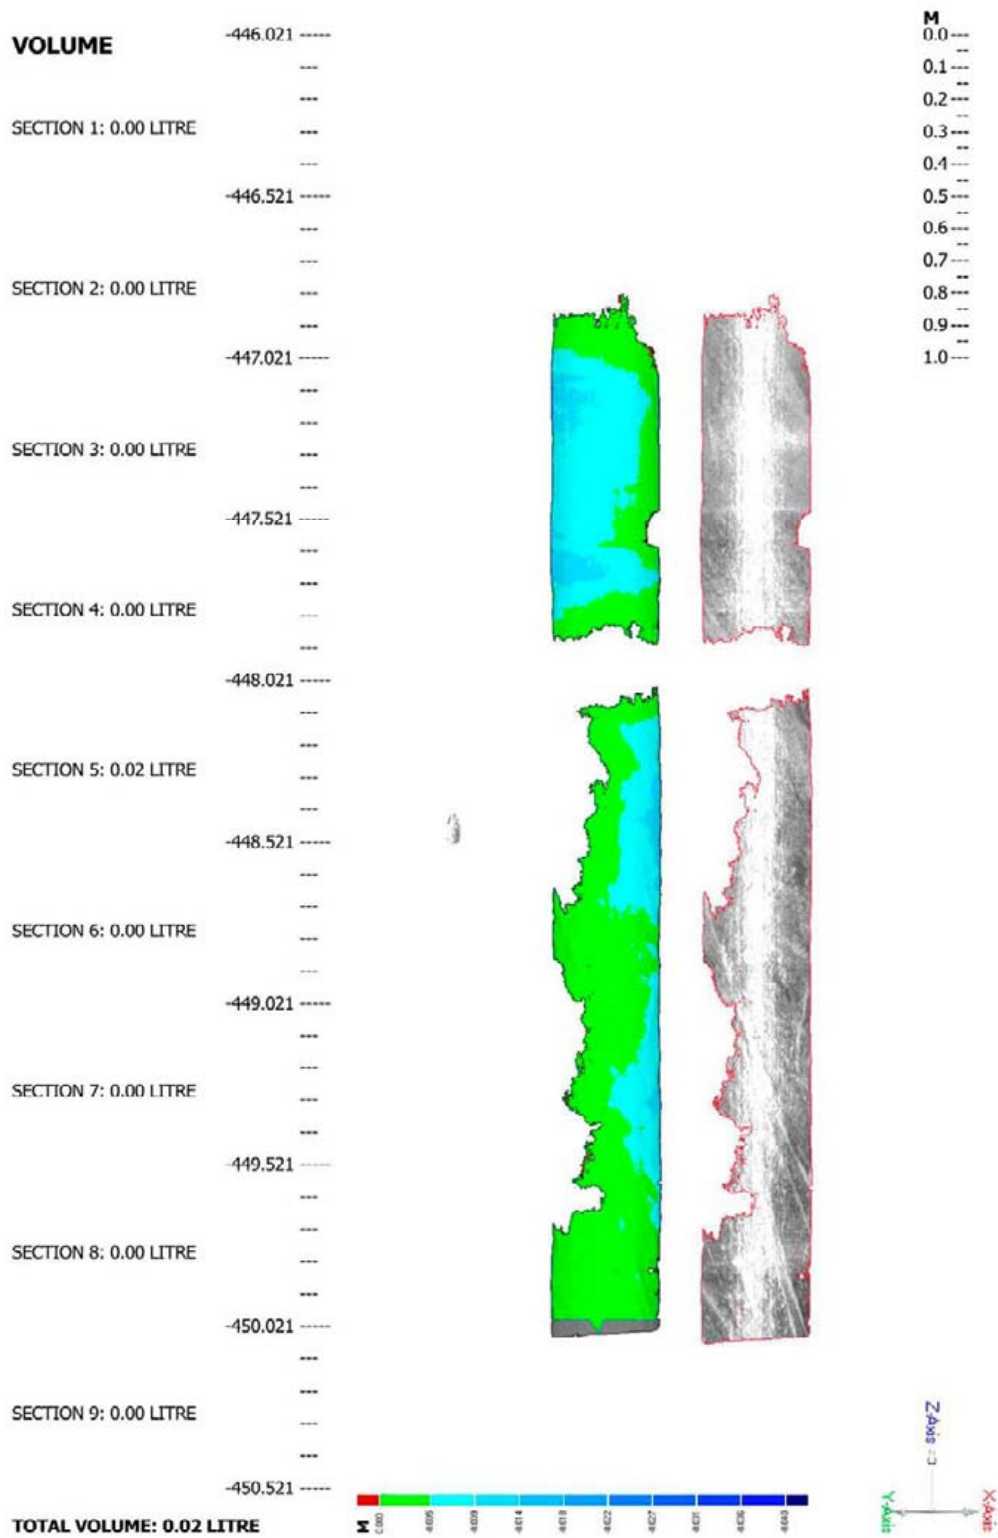 VOLUME
-446.021
SECTION 1: 0.00 LITRE
-446.521
SECTION 2: 0.00 LITRE
-447.021
SECTION 3: 0.00 LITRE
-447.521
SECTION 4: 0.00 LITRE
-448.021
SECTION 5: 0.02 LITRE
-448.521
SECTION 6: 0.00 LITRE
-449.021
SECTION 7: 0.00 LITRE
-449.521
SECTION 8: 0.00 LITRE
-450.021
SECTION 9: 0.00 LITRE
-450.521
TOTAL VOLUME: 0.02 LITRE
M
0.0
0.1
0.2
0.3
0.4
0.5
0.6
0.7
0.8
0.9
1.0
M
0.000
Z-Axis
Y-Axis
X-Axis